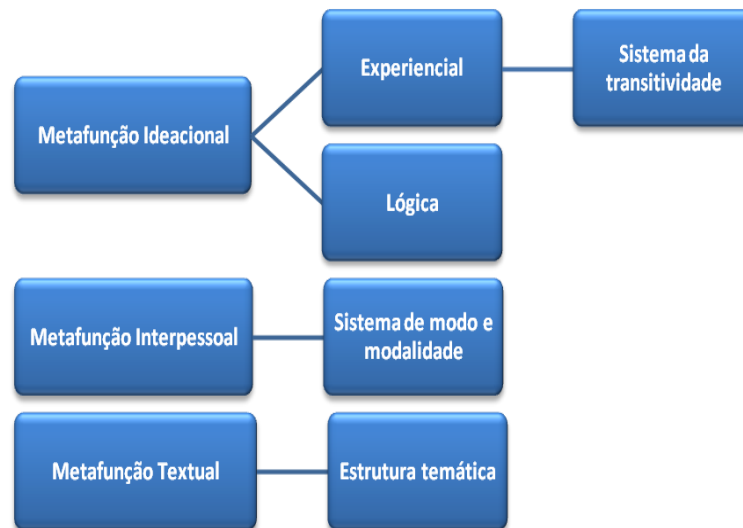 Metafunção Ideacional
Experiencial
Sistema da
transitividade
Lógica
Metafunção Interpessoal
Sistema de modo e
modalidade
Metafunção Textual
Estrutura temática